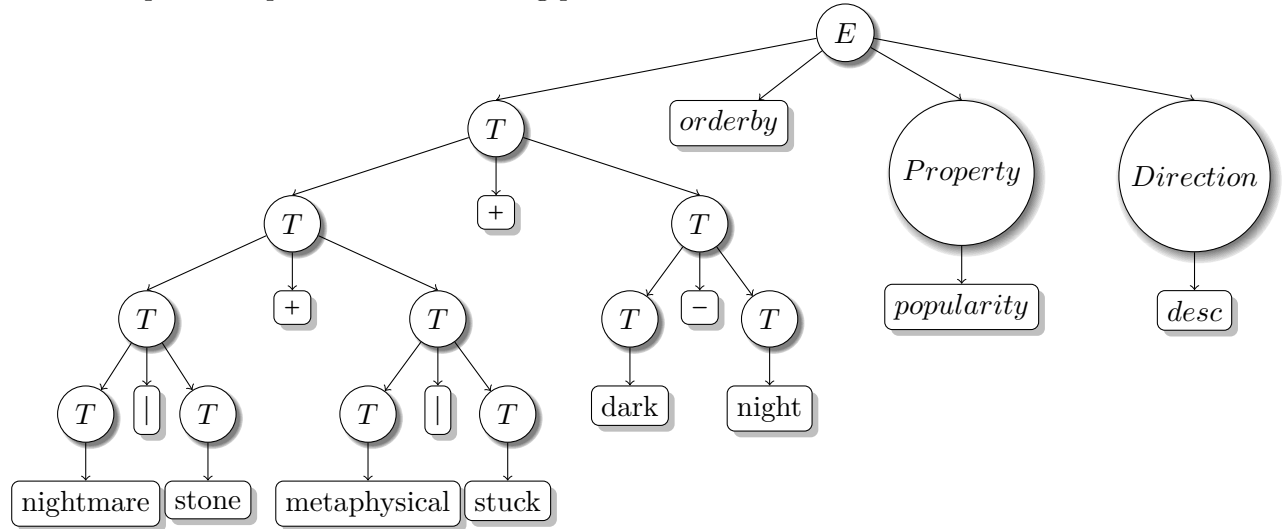 E
T
orderby
Property
Direction
+
T
T
popularity
desc
T
+
T
T
−
T
T
|
T
T
|
T
dark
night
nightmare
stone
metaphysical
stuck